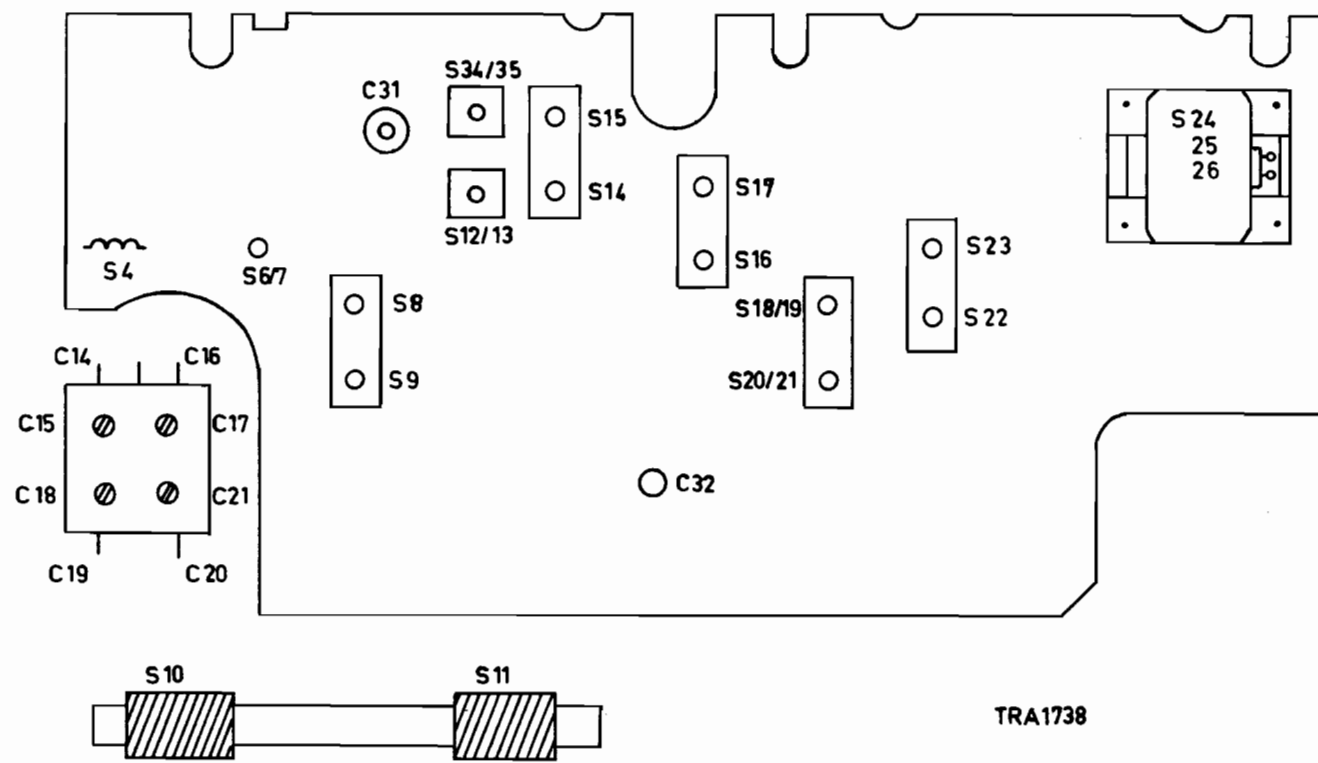 S34/35
C31
S15
S14
S12/13
S17
S16
S24
25
26
S4
S6/7
S8
S9
S18/19
S20/21
S23
S22
C14
C16
C15
C17
C18
C21
C19
C20
C32
S10
S11
TRA1738